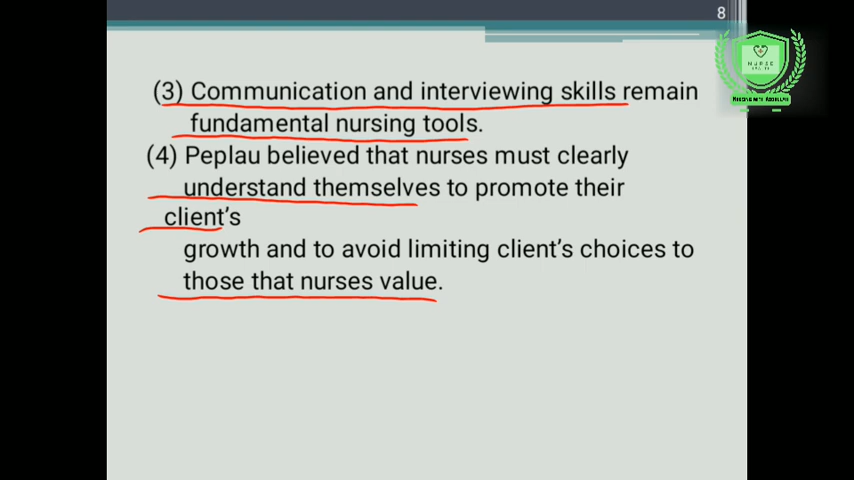 8
(3) Communication and interviewing skills remain
fundamental nursing tools.
(4) Peplau believed that nurses must clearly
understand themselves to promote their
client's
growth and to avoid limiting client's choices to
those that nurses value.
NURSE